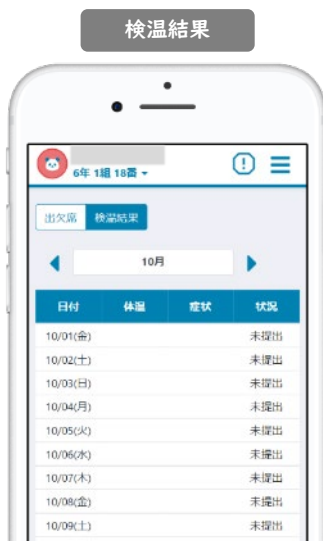 検温結果
6年 1組 18番
出欠席 検温結果
10月
日付 体温 症状 状況
10/01(金) 未提出
10/02(土) 未提出
10/03(日) 未提出
10/04(月) 未提出
10/05(火) 未提出
10/06(水) 未提出
10/07(木) 未提出
10/08(金) 未提出
10/09(土) 未提出